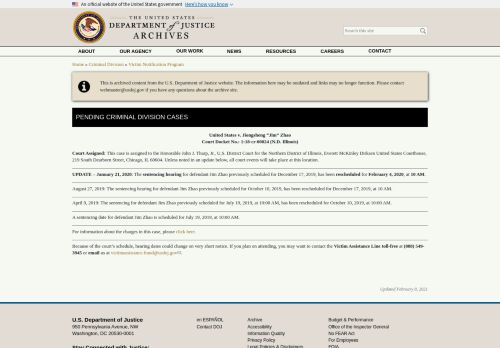 An official website of the United States government Here's how you know
THE UNITED STATES
DEPARTMENT of JUSTICE
ARCHIVES
Search this site
ABOUT OUR AGENCY OUR WORK NEWS RESOURCES CAREERS CONTACT
Home » Criminal Division » Victim Notification Program
This is archived content from the U.S. Department of Justice website. The information here may be outdated and links may no longer function. Please contact
webmaster@usdoj.gov if you have any questions about the archive site.
PENDING CRIMINAL DIVISION CASES
United States v. Jiongsheng "Jim" Zhao
Court Docket No.: 1:18-cr-00024 (N.D. Illinois)
Court Assigned: This case is assigned to the Honorable John J. Tharp, Jr., U.S. District Court for the Northern District of Illinois, Everett McKinley Dirksen United States Courthouse,
219 South Dearborn Street, Chicago, IL 60604. Unless noted in an update below, all court events will take place at this location.
UPDATE – January 21, 2020: The sentencing hearing for defendant Jim Zhao previously scheduled for December 17, 2019, has been rescheduled for February 4, 2020, at 10 AM.
August 27, 2019: The sentencing hearing for defendant Jim Zhao previously scheduled for October 10, 2019, has been rescheduled for December 17, 2019, at 10 AM.
April 9, 2019: The sentencing for defendant Jim Zhao previously scheduled for July 19, 2019, at 10:00 AM, has been rescheduled for October 10, 2019 at 10:00 AM.
A sentencing date for defendant Jim Zhao is scheduled for July 19, 2019, at 10:00 AM.
For information about the charges in this case, please click here.
Because of the court's schedule, hearing dates could change on very short notice. If you plan on attending, you may want to contact the Victim Assistance Line toll-free at (888) 549-
3945 or email us at victimassistance.fraud@usdoj.gov.
Updated February 8, 2021
U.S. Department of Justice
950 Pennsylvania Avenue, NW
Washington, DC 20530-0001
Stay Connected with Justice:
en ESPAÑOL
Contact DOJ
Archive
Accessibility
Information Quality
Privacy Policy
Legal Policies & Disclaimers
Budget & Performance
Office of the Inspector General
No FEAR Act
For Employees
FOIA